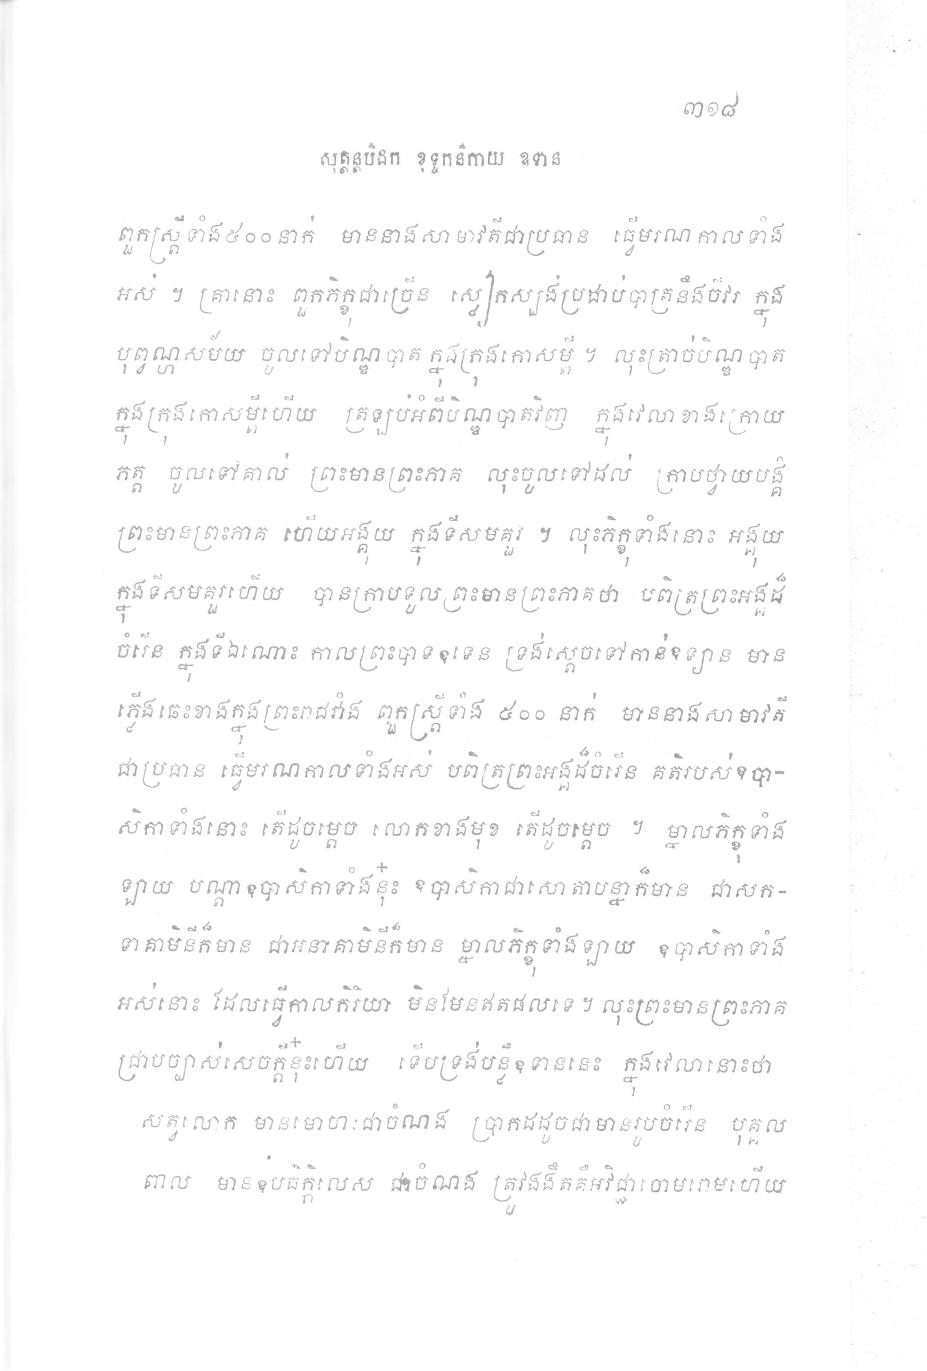 ៣១៨
សុត្តន្តបិដក ខុទ្ទកនិកាយ ឧទាន
ពួកស្ត្រីទាំង៥០០នាក់ មាននាងសាមាវតីជាប្រធាន ធ្វើមរណកាលទាំង
អស់ ។ គ្រានោះ ពួកភិក្ខុជាច្រើន ស្លៀកស្បង់ប្រដាប់បាត្រនឹងចីវរ ក្នុង
បុព្វណ្ហសម័យ ចូលទៅបិណ្ឌបាត ក្នុងក្រុងកោសម្ពី ។ លុះត្រាច់បិណ្ឌបាត
ក្នុងក្រុងកោសម្ពីហើយ ត្រឡប់អំពីបិណ្ឌបាតវិញ ក្នុងវេលាខាងក្រោយ
ភត្ត ចូលទៅគាល់ ព្រះមានព្រះភាគ លុះចូលទៅដល់ ក្រាបថ្វាយបង្គំ
ព្រះមានព្រះភាគ ហើយអង្គុយ ក្នុងទីសមគួរ ។ លុះភិក្ខុទាំងនោះ អង្គុយ
ក្នុងទីសមគួរហើយ បានក្រាបទូលព្រះមានព្រះភាគថា បពិត្រព្រះអង្គដ៏
ចំរើន ក្នុងទីឯណោះ កាលព្រះបាទឧទេន ទ្រង់ស្តេចទៅកាន់ឧទ្យាន មាន
ភ្លើងឆេះខាងក្នុងព្រះរាជវាំង ពួកស្ត្រីទាំង ៥០០ នាក់ មាននាងសាមាវតី
ជាប្រធាន ធ្វើមរណកាលទាំងអស់ បពិត្រព្រះអង្គដ៏ចំរើន គតិរបស់ឧបា-
សិកាទាំងនោះ តើដូចម្តេច លោកខាងមុខ តើដូចម្តេច ។ ម្នាលភិក្ខុទាំង
ឡាយ បណ្តាឧបាសិកាទាំងនុ៎ះ ឧបាសិកាជាសោតាបន្នាក៏មាន ជាសក-
ទាគាមិនីក៏មាន ជាអនាគាមិនីក៏មាន ម្នាលភិក្ខុទាំងឡាយ ឧបាសិកាទាំង
អស់នោះ ដែលធ្វើកាលកិរិយា មិនមែនឥតផលទេ ។ លុះព្រះមានព្រះភាគ
ជ្រាបច្បាស់សេចក្តីនុ៎ះហើយ ទើបទ្រង់បន្លឺឧទាននេះ ក្នុងវេលានោះថា
សត្វលោក មានមោហៈជាចំណង ប្រាកដដូចជាមានរូបចំរើន បុគ្គល
ពាល មានឧបធិក្កិលេស ជាចំណង ត្រូវងងឹតគឺអវិជ្ជាចោមរោមហើយ